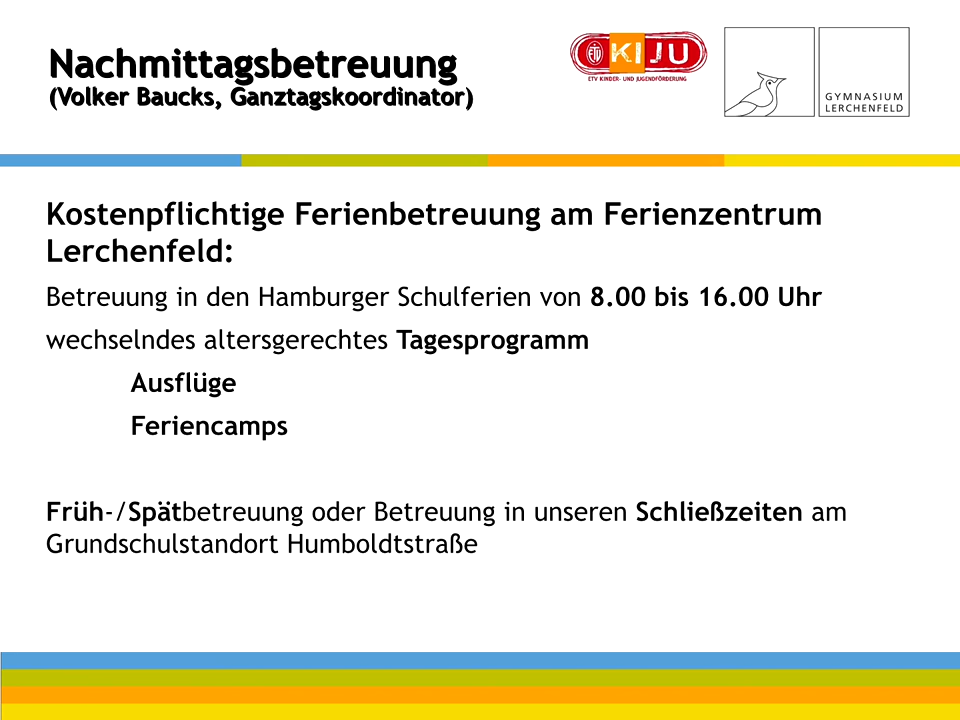 Nachmittagsbetreuung
(Volker Baucks, Ganztagskoordinator)
ETV KIJU
ETV KINDER- UND JUGENDFÖRDERUNG
GYMNASIUM
LERCHENFELD
Kostenpflichtige Ferienbetreuung am Ferienzentrum
Lerchenfeld:
Betreuung in den Hamburger Schulferien von 8.00 bis 16.00 Uhr
wechselndes altersgerechtes Tagesprogramm
Ausflüge
Feriencamps
Früh-/Spätbetreuung oder Betreuung in unseren Schließzeiten am
Grundschulstandort Humboldtstraße